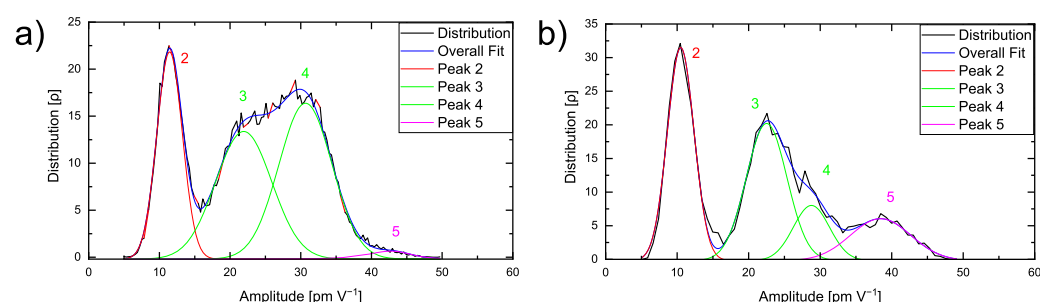 a)
Distribution [ρ]
25
20
15
10
5
0
0 10 20 30 40 50 60
Amplitude [pm V⁻¹]
2
3
4
5
Distribution
Overall Fit
Peak 2
Peak 3
Peak 4
Peak 5
b)
Distribution [ρ]
35
30
25
20
15
10
5
0
0 10 20 30 40 50 60
Amplitude [pm V⁻¹]
2
3
4
5
Distribution
Overall Fit
Peak 2
Peak 3
Peak 4
Peak 5